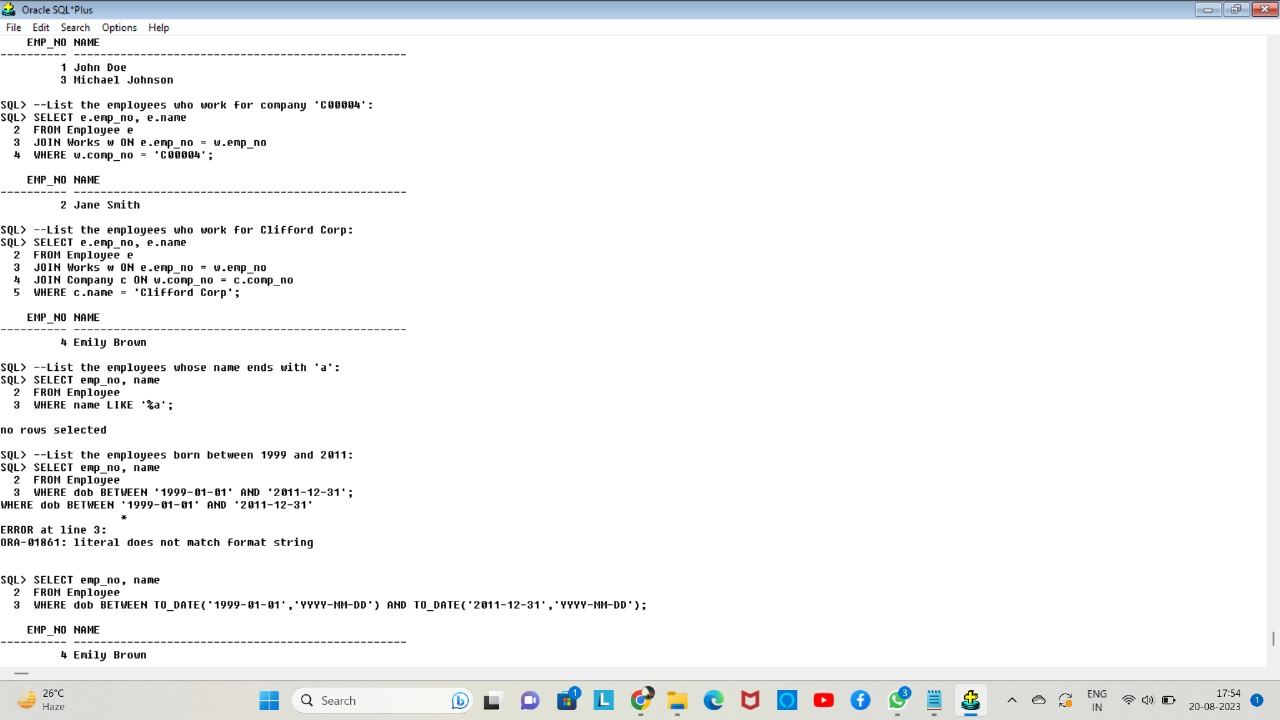 Oracle SQL*Plus
File Edit Search Options Help
EMP_NO NAME
---------- --------------------------------------------------
1 John Doe
3 Michael Johnson
SQL> --List the employees who work for company 'C00004':
SQL> SELECT e.emp_no, e.name
2 FROM Employee e
3 JOIN Works w ON e.emp_no = w.emp_no
4 WHERE w.comp_no = 'C00004';
EMP_NO NAME
---------- --------------------------------------------------
2 Jane Smith
SQL> --List the employees who work for Clifford Corp:
SQL> SELECT e.emp_no, e.name
2 FROM Employee e
3 JOIN Works w ON e.emp_no = w.emp_no
4 JOIN Company c ON w.comp_no = c.comp_no
5 WHERE c.name = 'Clifford Corp';
EMP_NO NAME
---------- --------------------------------------------------
4 Emily Brown
SQL> --List the employees whose name ends with 'a':
SQL> SELECT emp_no, name
2 FROM Employee
3 WHERE name LIKE '%a';
no rows selected
SQL> --List the employees born between 1999 and 2011:
SQL> SELECT emp_no, name
2 FROM Employee
3 WHERE dob BETWEEN '1999-01-01' AND '2011-12-31';
WHERE dob BETWEEN '1999-01-01' AND '2011-12-31'
*
ERROR at line 3:
ORA-01861: literal does not match format string
SQL> SELECT emp_no, name
2 FROM Employee
3 WHERE dob BETWEEN TO_DATE('1999-01-01','YYYY-MM-DD') AND TO_DATE('2011-12-31','YYYY-MM-DD');
EMP_NO NAME
---------- --------------------------------------------------
4 Emily Brown
26°C
Haze
Search
1
L
3
ENG
IN
17:54
20-08-2023
1